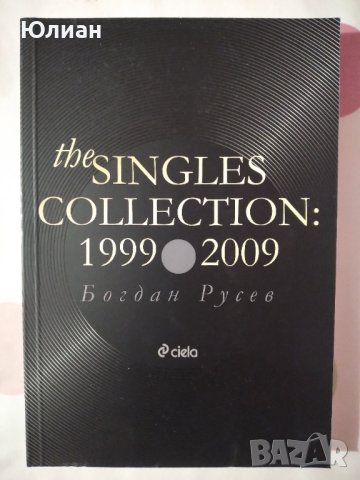 Юлиан
the SINGLES
COLLECTION:
1999 2009
Богдан Русев
ciela
BAZAR